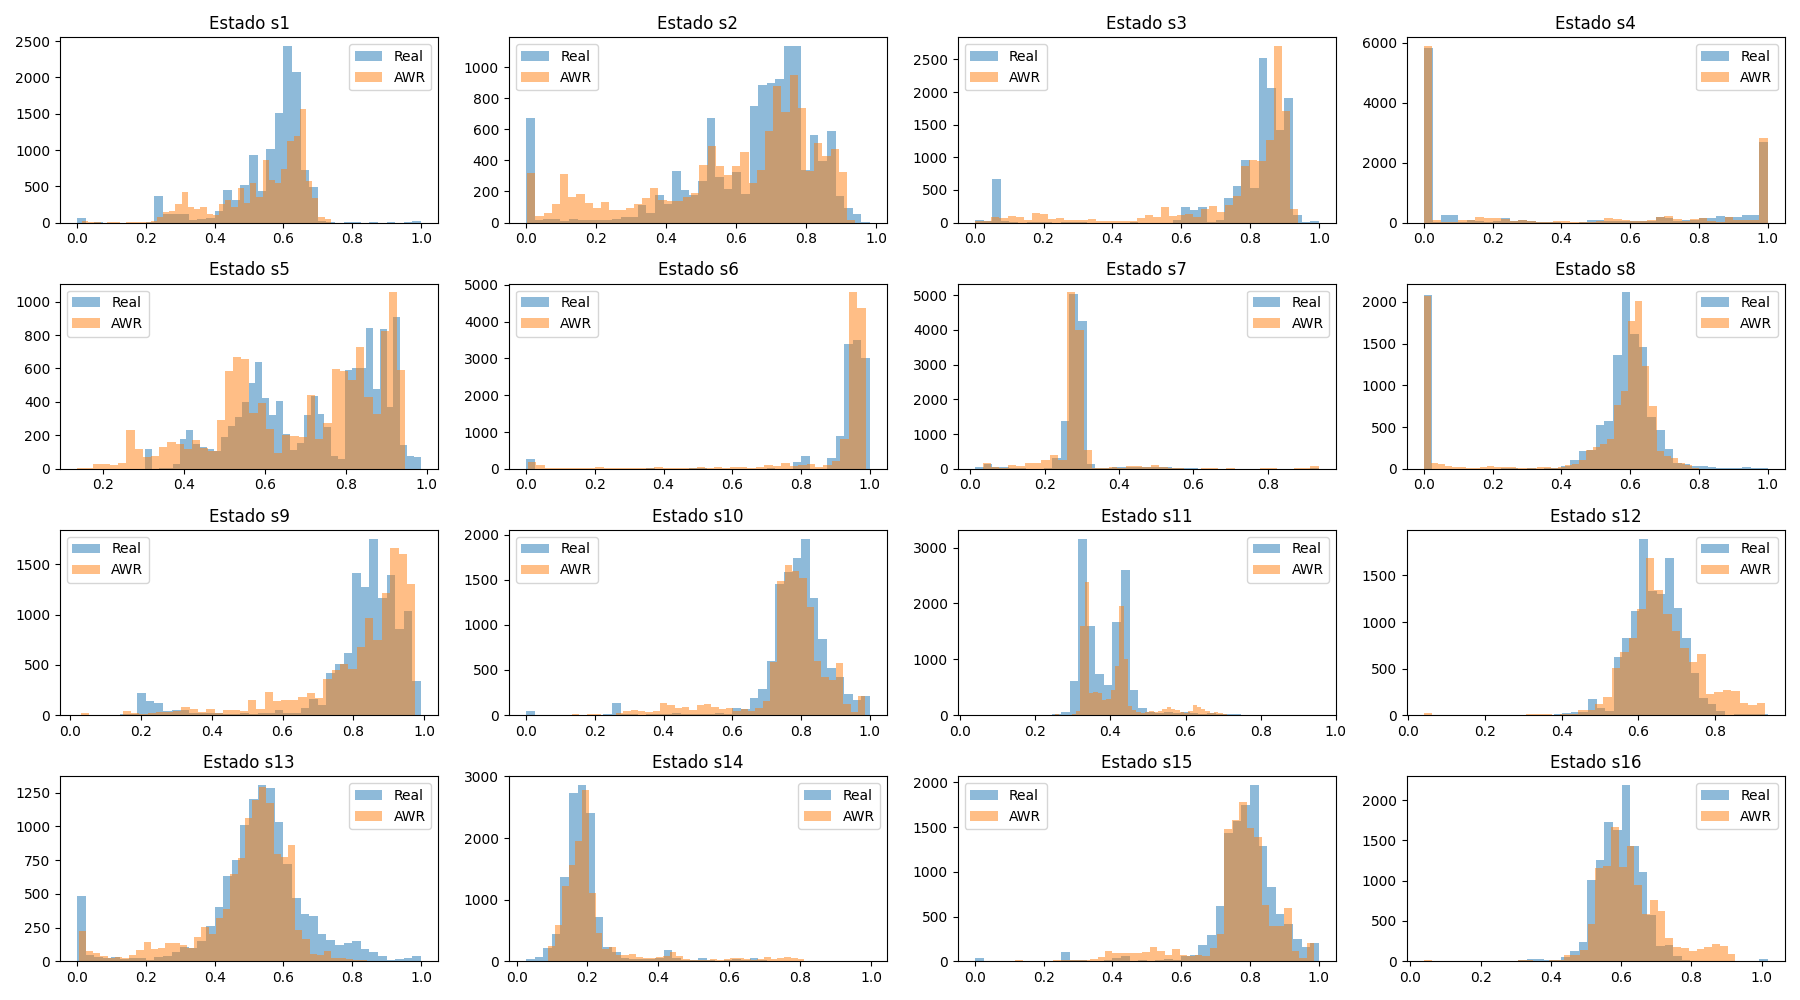 Estado s1
Estado s2
Estado s3
Estado s4
2500
2000
1500
1000
500
0
0.0 0.2 0.4 0.6 0.8 1.0
Real
AWR
1000
800
600
400
200
0
0.0 0.2 0.4 0.6 0.8 1.0
Real
AWR
2500
2000
1500
1000
500
0
0.0 0.2 0.4 0.6 0.8 1.0
Real
AWR
6000
4000
2000
0
0.0 0.2 0.4 0.6 0.8 1.0
Real
AWR
Estado s5
Estado s6
Estado s7
Estado s8
1000
800
600
400
200
0
0.2 0.4 0.6 0.8 1.0
Real
AWR
5000
4000
3000
2000
1000
0
0.0 0.2 0.4 0.6 0.8 1.0
Real
AWR
5000
4000
3000
2000
1000
0
0.0 0.2 0.4 0.6 0.8
Real
AWR
2000
1500
1000
500
0
0.0 0.2 0.4 0.6 0.8 1.0
Real
AWR
Estado s9
Estado s10
Estado s11
Estado s12
1500
1000
500
0
0.0 0.2 0.4 0.6 0.8 1.0
Real
AWR
2000
1500
1000
500
0
0.0 0.2 0.4 0.6 0.8 1.0
Real
AWR
3000
2000
1000
0
0.0 0.2 0.4 0.6 0.8 1.0
Real
AWR
1500
1000
500
0
0.0 0.2 0.4 0.6 0.8
Real
AWR
Estado s13
Estado s14
Estado s15
Estado s16
1250
1000
750
500
250
0
0.0 0.2 0.4 0.6 0.8 1.0
Real
AWR
3000
2000
1000
0
0.0 0.2 0.4 0.6 0.8 1.0
Real
AWR
2000
1500
1000
500
0
0.0 0.2 0.4 0.6 0.8 1.0
Real
AWR
2000
1500
1000
500
0
0.0 0.2 0.4 0.6 0.8 1.0
Real
AWR